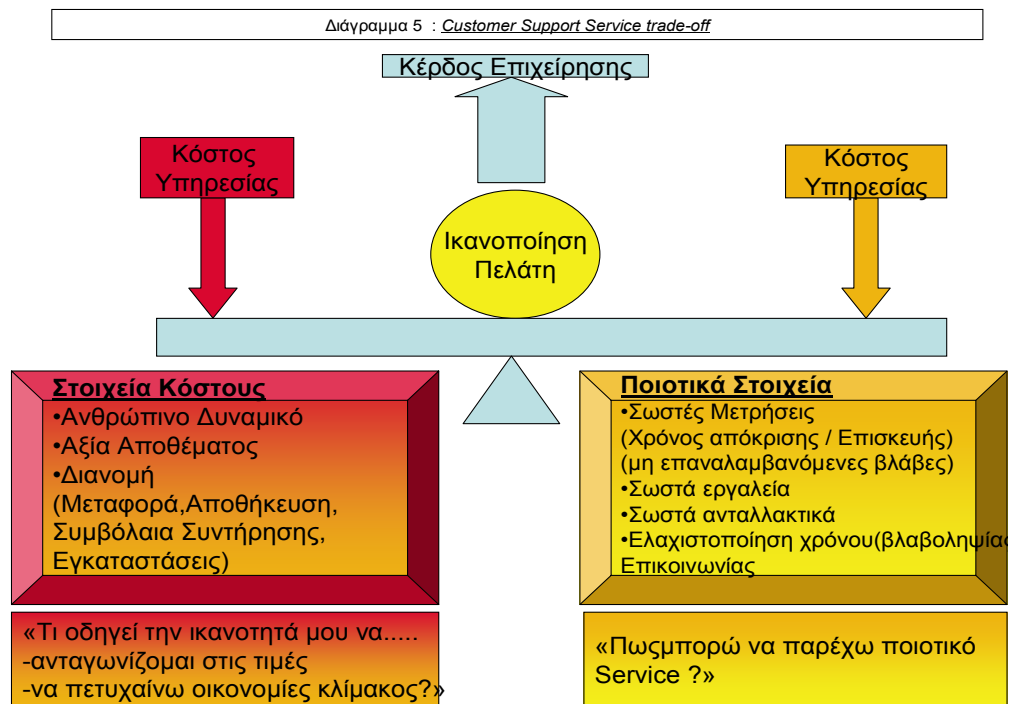 Διάγραμμα 5 : Customer Support Service trade-off
Κέρδος Επιχείρησης
Κόστος
Υπηρεσίας
Κόστος
Υπηρεσίας
Ικανοποίηση
Πελάτη
Στοιχεία Κόστους
•Ανθρώπινο Δυναμικό
•Αξία Αποθέματος
•Διανομή
(Μεταφορά,Αποθήκευση,
Συμβόλαια Συντήρησης,
Εγκαταστάσεις)
Ποιοτικά Στοιχεία
•Σωστές Μετρήσεις
(Χρόνος απόκρισης / Επισκευής)
(μη επαναλαμβανόμενες βλάβες)
•Σωστά εργαλεία
•Σωστά ανταλλακτικά
•Ελαχιστοποίηση χρόνου(βλαβοληψίας
Επικοινωνίας
«Τι οδηγεί την ικανοτητά μου να.....
-ανταγωνίζομαι στις τιμές
-να πετυχαίνω οικονομίες κλίμακος?»
«Πωςμπορώ να παρέχω ποιοτικό
Service ?»